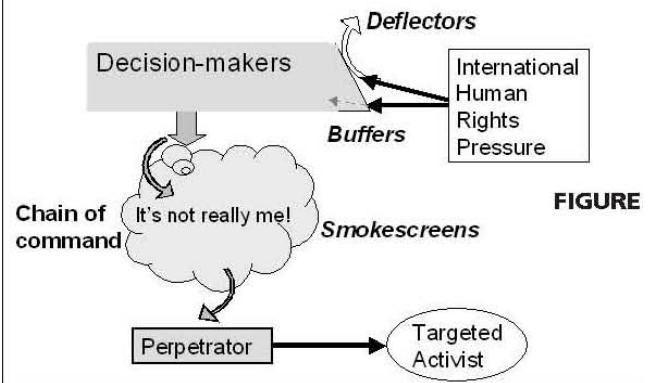 Deflectors
Decision-makers
International
Human
Rights
Pressure
Buffers
FIGURE
Chain of
command
It's not really me!
Smokescreens
Perpetrator
Targeted
Activist